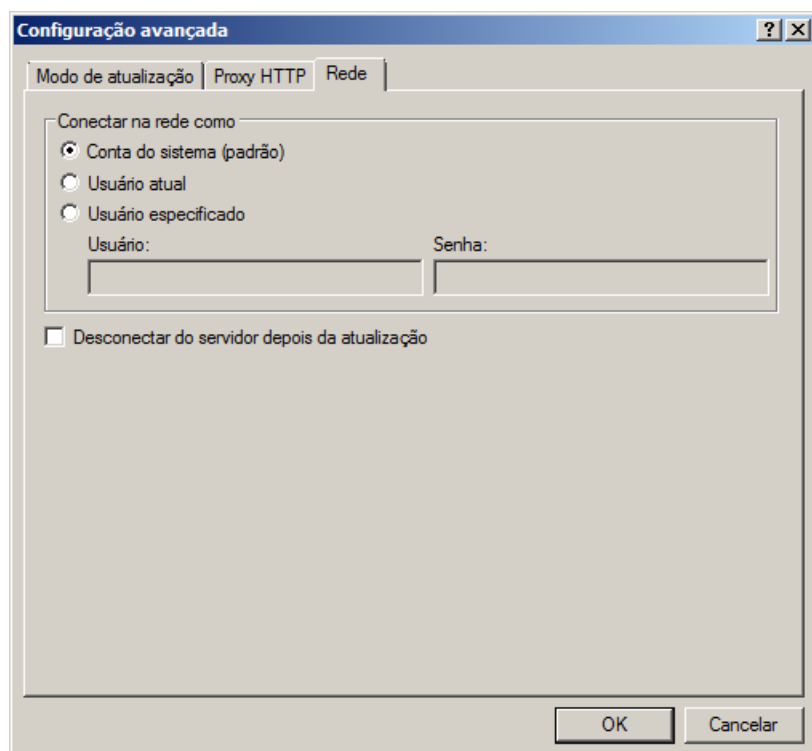 Configuração avançada
Modo de atualização Proxy HTTP Rede
Conectar na rede como
Conta do sistema (padrão)
Usuário atual
Usuário especificado
Usuário: Senha:
Desconectar do servidor depois da atualização
OK Cancelar